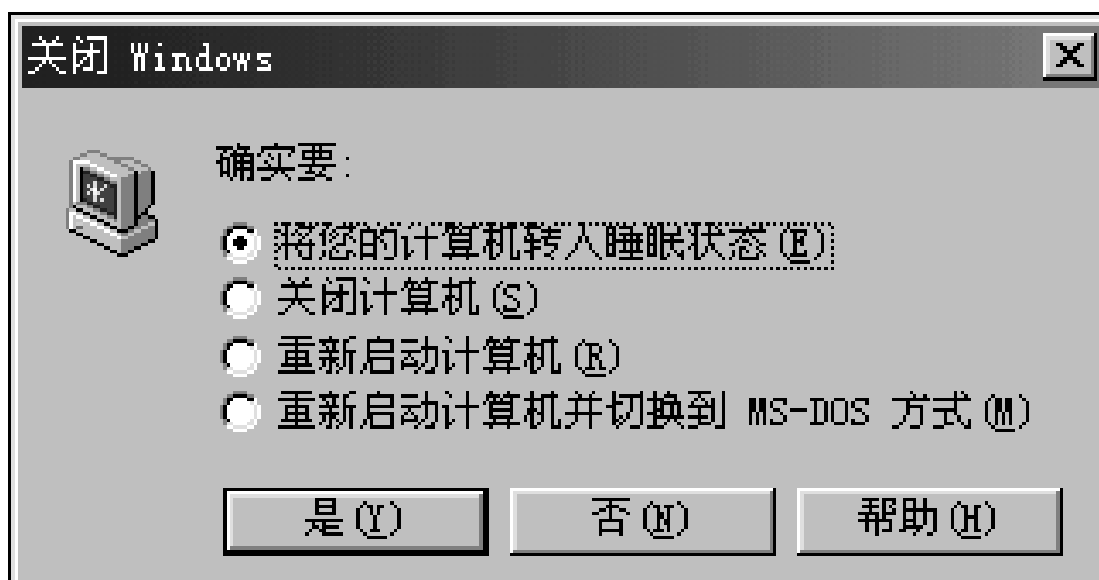 关闭 Windows
确实要:
将您的计算机转入睡眠状态(E)
关闭计算机(S)
重新启动计算机(R)
重新启动计算机并切换到 MS-DOS 方式(M)
是(Y) 否(N) 帮助(H)